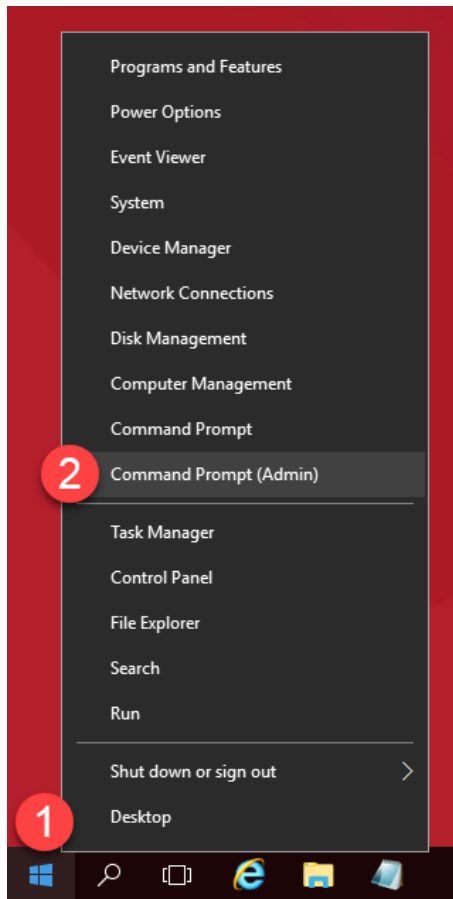 Programs and Features
Power Options
Event Viewer
System
Device Manager
Network Connections
Disk Management
Computer Management
Command Prompt
2 Command Prompt (Admin)
Task Manager
Control Panel
File Explorer
Search
Run
Shut down or sign out
1 Desktop